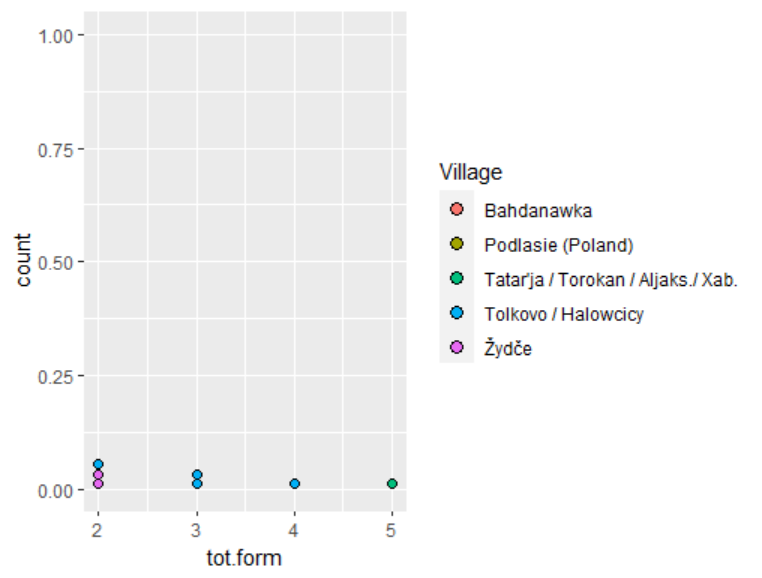 1.00
0.75
0.50
0.25
0.00
count
2 3 4 5
tot.form
Village
Bahdanawka
Podlasie (Poland)
Tatar'ja / Torokan / Aljaks./ Xab.
Tolkovo / Halowcicy
Žydče